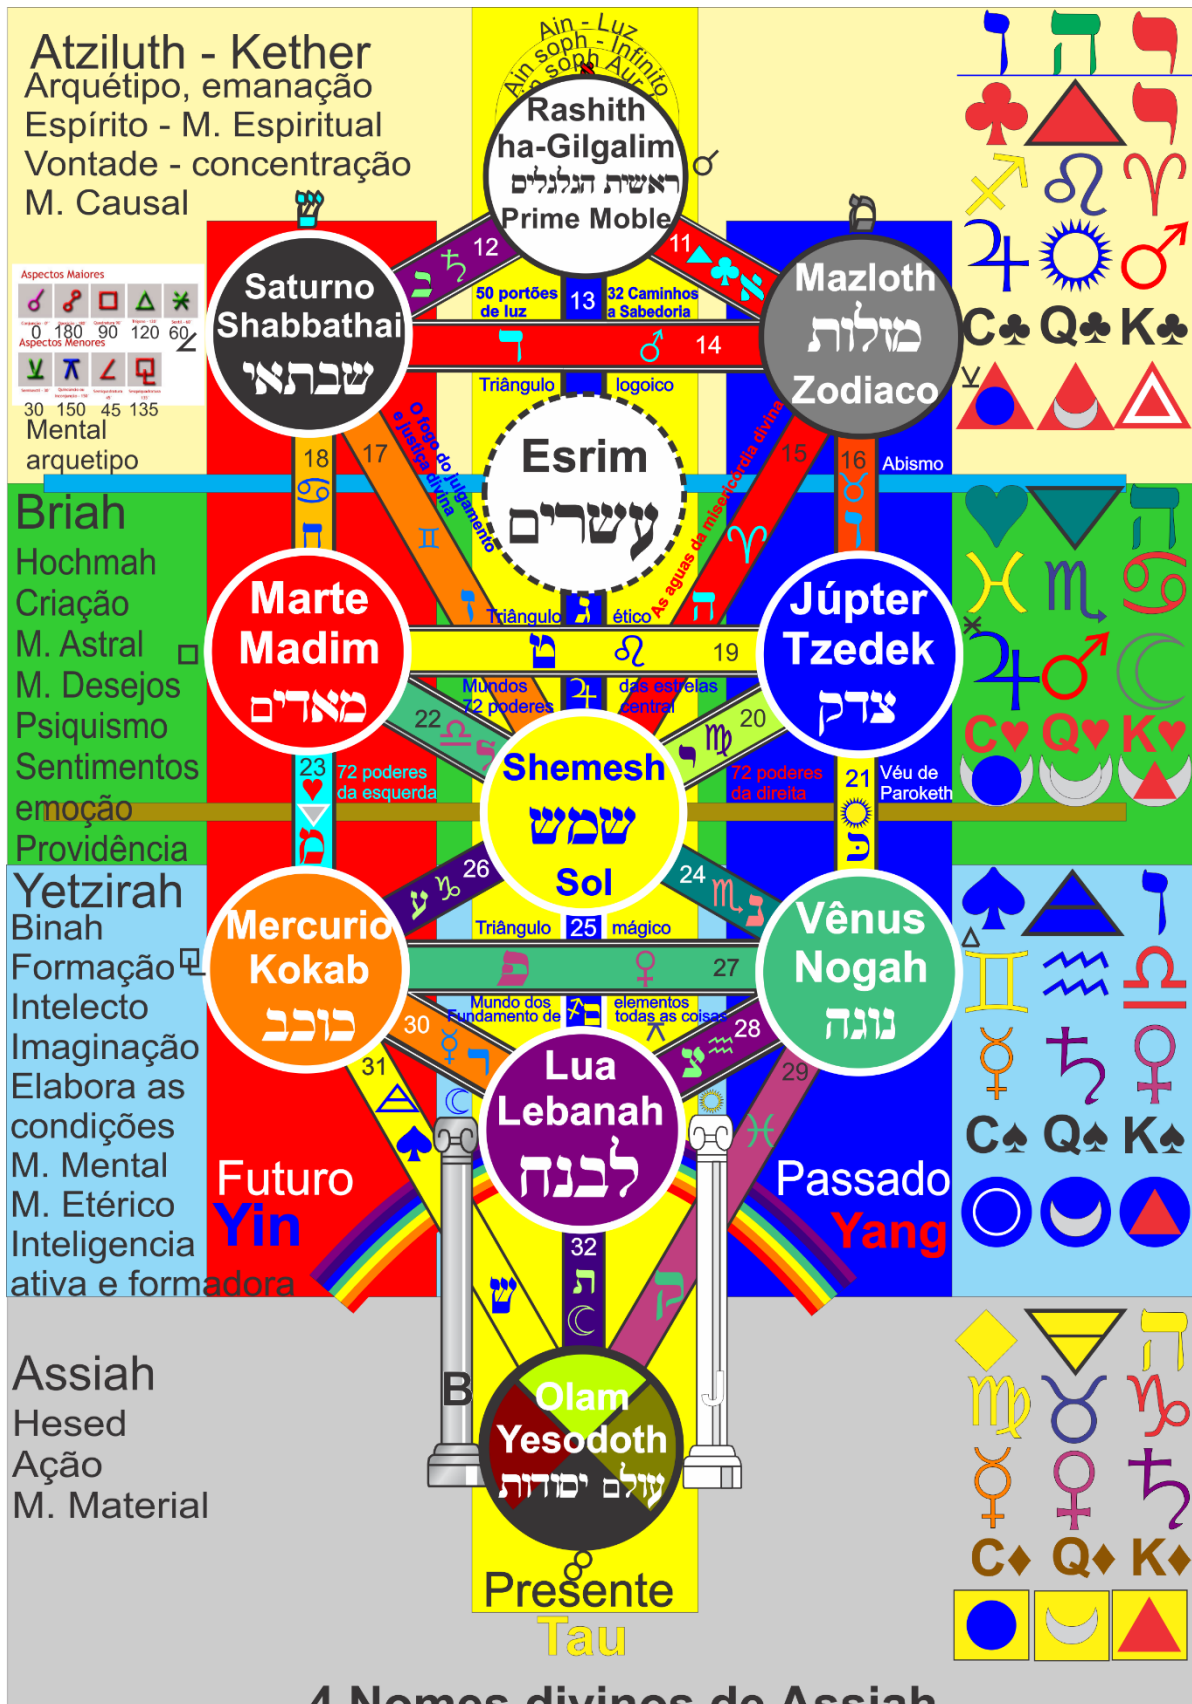 Ain - Luz
Ain soph - Infinito
in soph Aur
Atziluth - Kether
Arquétipo, emanação
Espírito - M. Espiritual
Vontade - concentração
M. Causal
Rashith
ha-Gilgalim
ראשית הגלגלים
Prime Moble
ו ה י
י
ש
Aspectos Maiores
0 180 90 120 60
Aspectos Menores
30 150 45 135
Mental
arquetipo
Saturno
Shabbathai
שבתאי
Mazloth
מזלות
Zodiaco
12 ב
11 א
50 portões
de luz
13
32 Caminhos
a Sabedoria
ד 14
Triângulo logoico
C♣ Q♣ K♣
Esrim
עשרים
18 ח
17 ז
O fogo do julgamento
e justiça divina
15 ה
As aguas da misericórdia divina
16 ו
Abismo
Briah
Hochmah
Criação
M. Astral
M. Desejos
Psiquismo
Sentimentos
emoção
Providência
ה
Marte
Madim
מאדים
Júpter
Tzedek
צדק
Triângulo ג ético
ט 19
Mundos das estrelas
72 poderes central
22 ל
20 י
C♥ Q♥ K♥
23
72 poderes
da esquerda
מ
72 poderes
da direita
21
פ
Véu de
Paroketh
Shemesh
שמש
Sol
Yetzirah
Binah
Formação
Intelecto
Imaginação
Elabora as
condições
M. Mental
M. Etérico
Inteligencia
ativa e formadora
ו
26 ע
24 נ
Mercurio
Kokab
כוכב
Vênus
Nogah
נוגה
Triângulo 25 mágico
פ 27
Mundo dos elementos
Fundamento de todas as coisas
30 ר
28 צ
31
29
Lua
Lebanah
לבנה
C♠ Q♠ K♠
Futuro
Yin
Passado
Yang
32
ת
ש
ק
Assiah
Hesed
Ação
M. Material
ה
B
J
Olam
Yesodoth
עולם יסודות
C♦ Q♦ K♦
Presente
Tau
4 Nomes divinos de Assiah